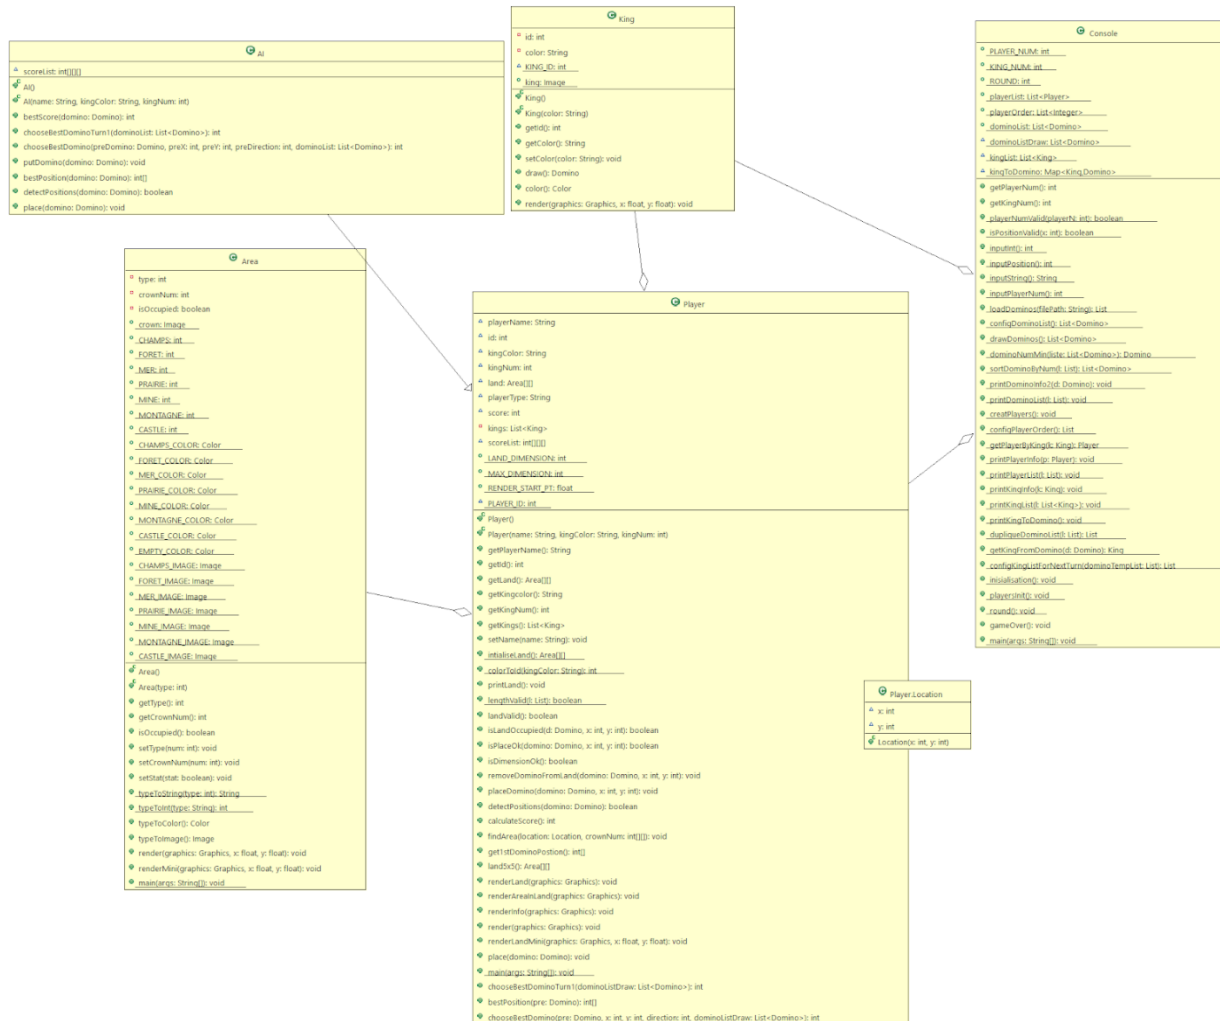 AI
scoreList: int[][][]
AI()
AI(name: String, kingColor: String, kingNum: int)
bestScore(domino: Domino): int
chooseBestDominoTurn1(dominoList: List<Domino>): int
chooseBestDomino(preDomino: Domino, preX: int, preY: int, preDirection: int, dominoList: List<Domino>): int
putDomino(domino: Domino): void
bestPosition(domino: Domino): int[]
detectPositions(domino: Domino): boolean
place(domino: Domino): void
King
id: int
color: String
KING_ID: int
king: Image
King()
King(color: String)
getId(): int
getColor(): String
setColor(color: String): void
draw(): Domino
color(): Color
render(graphics: Graphics, x: float, y: float): void
Console
PLAYER_NUM: int
KING_NUM: int
ROUND: int
playerList: List<Player>
playerOrder: List<Integer>
dominoList: List<Domino>
dominoListDraw: List<Domino>
kingList: List<King>
kingToDomino: Map<King,Domino>
getPlayerNum(): int
getKingNum(): int
playerNumValid(playerN: int): boolean
isPositionValid(x: int): boolean
inputInt(): int
inputPosition(): int
inputString(): String
inputPlayerNum(): int
loadDominos(filePath: String): List
configDominoList(): List<Domino>
drawDominos(): List<Domino>
dominoNumMin(liste: List<Domino>): Domino
sortDominoByNum(l: List): List<Domino>
printDominoInfo2(d: Domino): void
printDominoList(l: List): void
creatPlayers(): void
configPlayerOrder(): List
getPlayerByKing(k: King): Player
printPlayerInfo(p: Player): void
printPlayerList(l: List): void
printKingInfo(k: King): void
printKingList(l: List<King>): void
printKingToDomino(): void
dupliqueDominoList(l: List): List
getKingFromDomino(d: Domino): King
configKingListForNextTurn(dominoTempList: List): List
inisialisation(): void
playersInit(): void
round(): void
gameOver(): void
main(args: String[]): void
Area
type: int
crownNum: int
isOccupied: boolean
crown: Image
CHAMPS: int
FORET: int
MER: int
PRAIRIE: int
MINE: int
MONTAGNE: int
CASTLE: int
CHAMPS_COLOR: Color
FORET_COLOR: Color
MER_COLOR: Color
PRAIRIE_COLOR: Color
MINE_COLOR: Color
MONTAGNE_COLOR: Color
CASTLE_COLOR: Color
EMPTY_COLOR: Color
CHAMPS_IMAGE: Image
FORET_IMAGE: Image
MER_IMAGE: Image
PRAIRIE_IMAGE: Image
MINE_IMAGE: Image
MONTAGNE_IMAGE: Image
CASTLE_IMAGE: Image
Area()
Area(type: int)
getType(): int
getCrownNum(): int
isOccupied(): boolean
setType(num: int): void
setCrownNum(num: int): void
setStat(stat: boolean): void
typeToString(type: int): String
typeToInt(type: String): int
typeToColor(): Color
typeToImage(): Image
render(graphics: Graphics, x: float, y: float): void
renderMini(graphics: Graphics, x: float, y: float): void
main(args: String[]): void
Player
playerName: String
id: int
kingColor: String
kingNum: int
land: Area[][]
playerType: String
score: int
kings: List<King>
scoreList: int[][][]
LAND_DIMENSION: int
MAX_DIMENSION: int
RENDER_START_PT: float
PLAYER_ID: int
Player()
Player(name: String, kingColor: String, kingNum: int)
getPlayerName(): String
getId(): int
getLand(): Area[][]
getKingcolor(): String
getKingNum(): int
getKings(): List<King>
setName(name: String): void
intialiseLand(): Area[][]
colorToId(kingColor: String): int
printLand(): void
lengthValid(l: List): boolean
landValid(): boolean
isLandOccupied(d: Domino, x: int, y: int): boolean
isPlaceOk(domino: Domino, x: int, y: int): boolean
isDimensionOk(): boolean
removeDominoFromLand(domino: Domino, x: int, y: int): void
placeDomino(domino: Domino, x: int, y: int): void
detectPositions(domino: Domino): boolean
calculateScore(): int
findArea(location: Location, crownNum: int[][]): void
get1stDominoPostion(): int[]
land5x5(): Area[][]
renderLand(graphics: Graphics): void
renderAreaInLand(graphics: Graphics): void
renderInfo(graphics: Graphics): void
render(graphics: Graphics): void
renderLandMini(graphics: Graphics, x: float, y: float): void
place(domino: Domino): void
main(args: String[]): void
chooseBestDominoTurn1(dominoListDraw: List<Domino>): int
bestPosition(pre: Domino): int[]
chooseBestDomino(pre: Domino, x: int, y: int, direction: int, dominoListDraw: List<Domino>): int
Player.Location
x: int
y: int
Location(x: int, y: int)